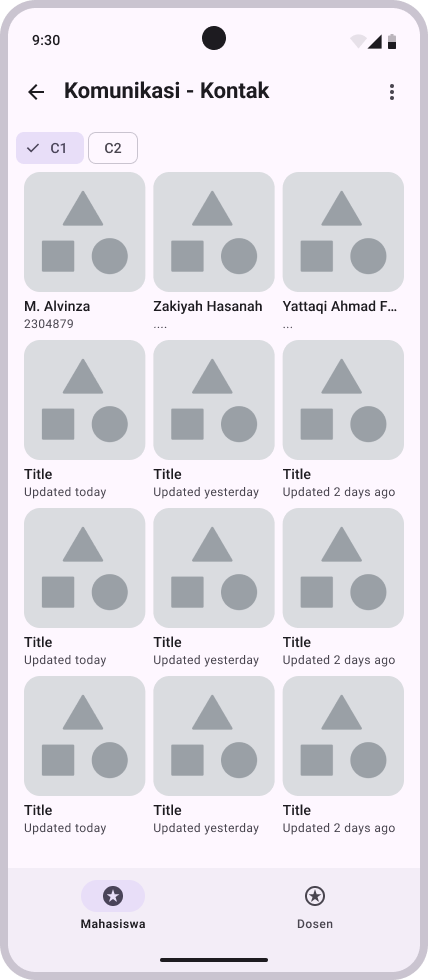 9:30
Komunikasi - Kontak
C1 C2
M. Alvinza Zakiyah Hasanah Yattaqi Ahmad F...
2304879 .... ...
Title Title Title
Updated today Updated yesterday Updated 2 days ago
Title Title Title
Updated today Updated yesterday Updated 2 days ago
Title Title Title
Updated today Updated yesterday Updated 2 days ago
Mahasiswa Dosen